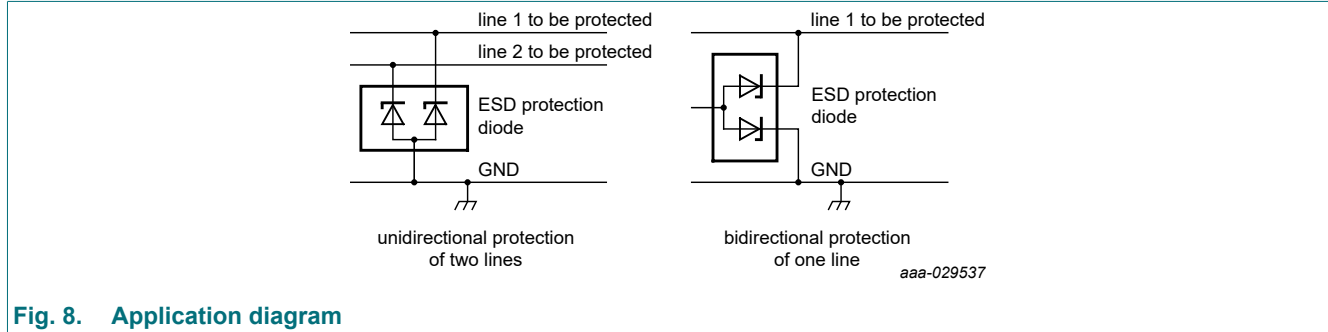 line 1 to be protected
line 2 to be protected
ESD protection
diode
GND
unidirectional protection
of two lines
line 1 to be protected
ESD protection
diode
GND
bidirectional protection
of one line
aaa-029537
Fig. 8. Application diagram